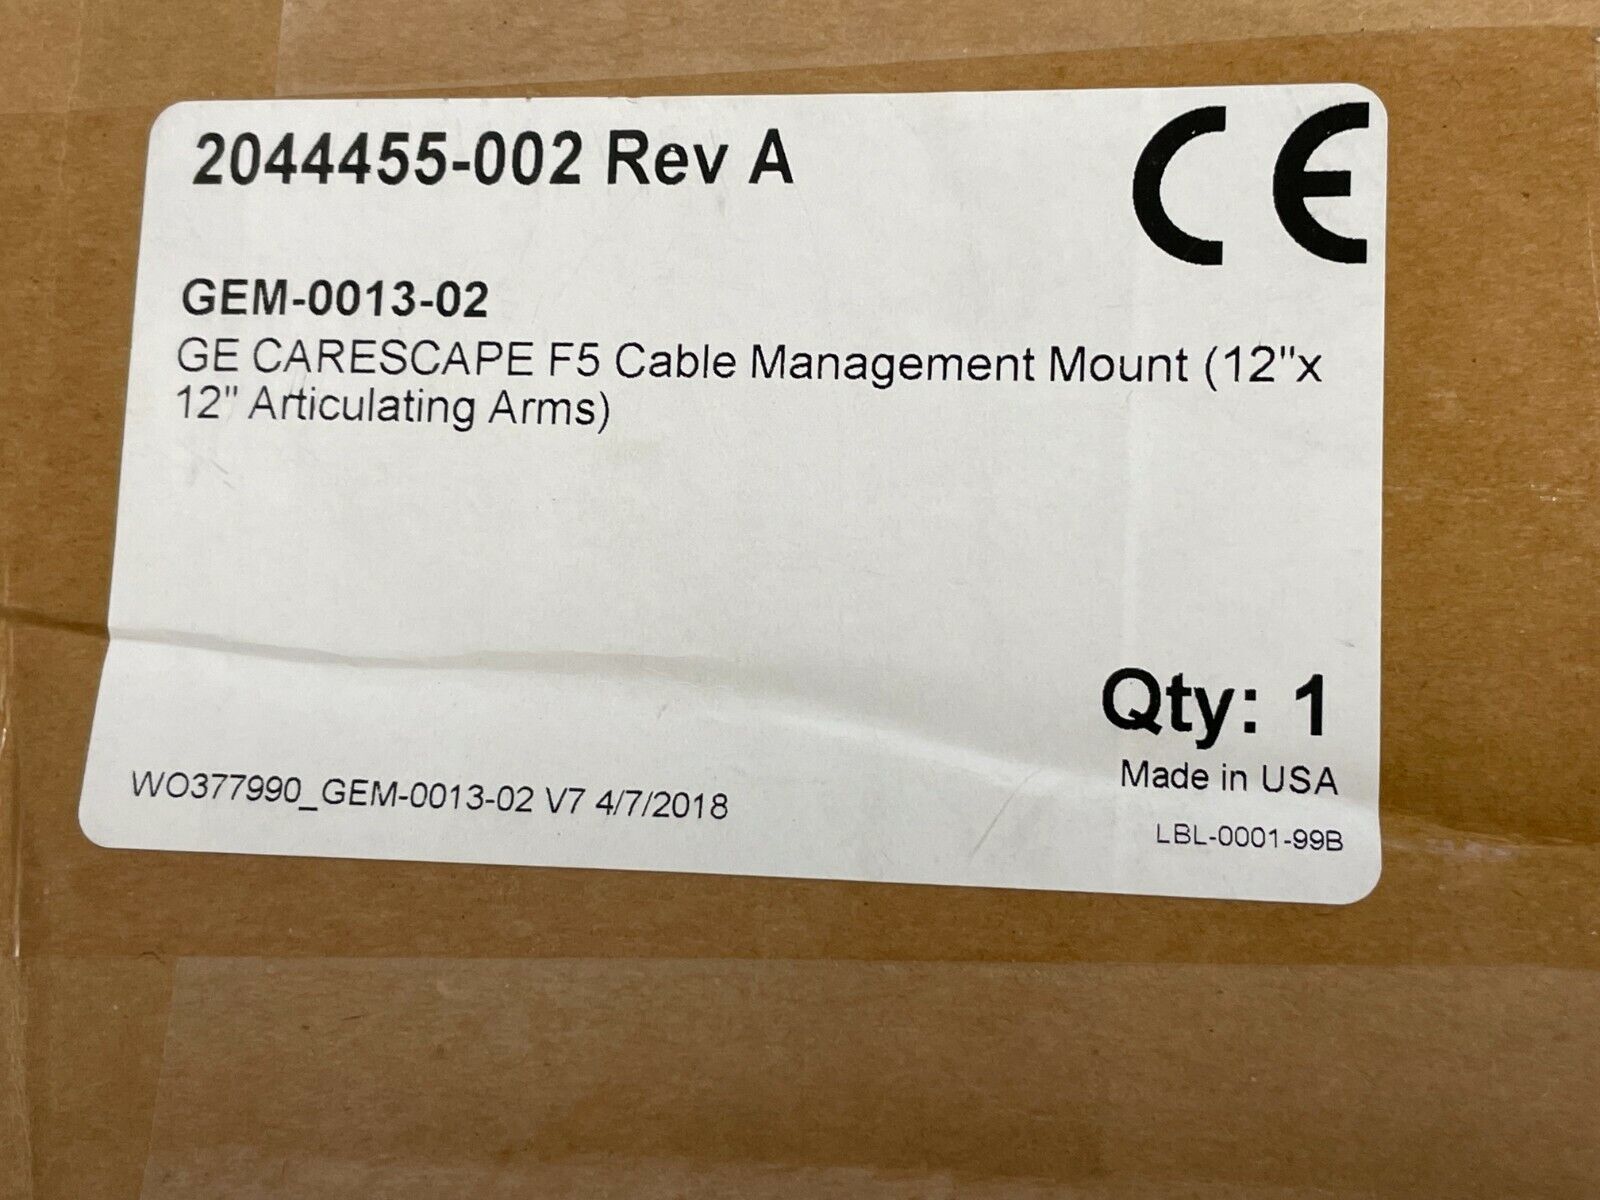 2044455-002 Rev A
CE
GEM-0013-02
GE CARESCAPE F5 Cable Management Mount (12"x
12" Articulating Arms)
Qty: 1
Made in USA
WO377990_GEM-0013-02 V7 4/7/2018
LBL-0001-99B